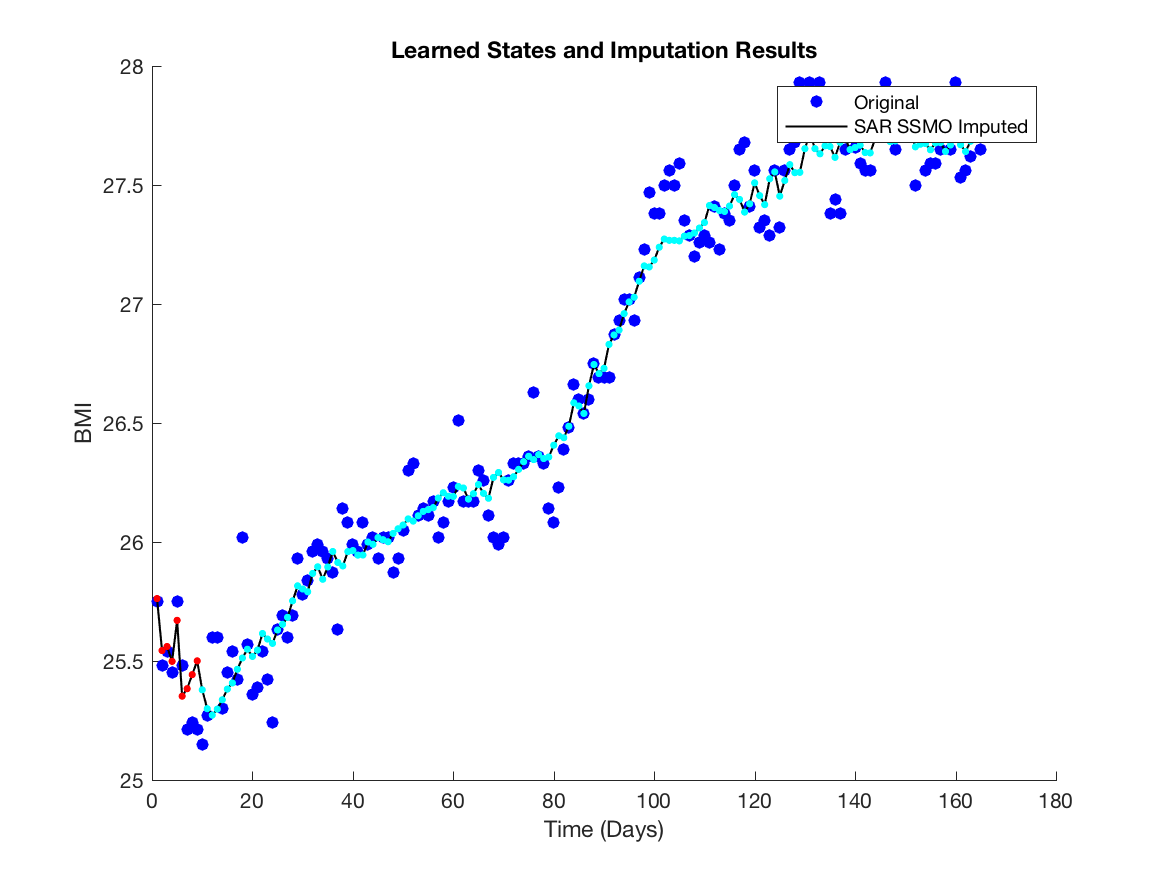 Learned States and Imputation Results
28
27.5
27
26.5
26
25.5
25
BMI
Original
SAR SSMO Imputed
0 20 40 60 80 100 120 140 160 180
Time (Days)